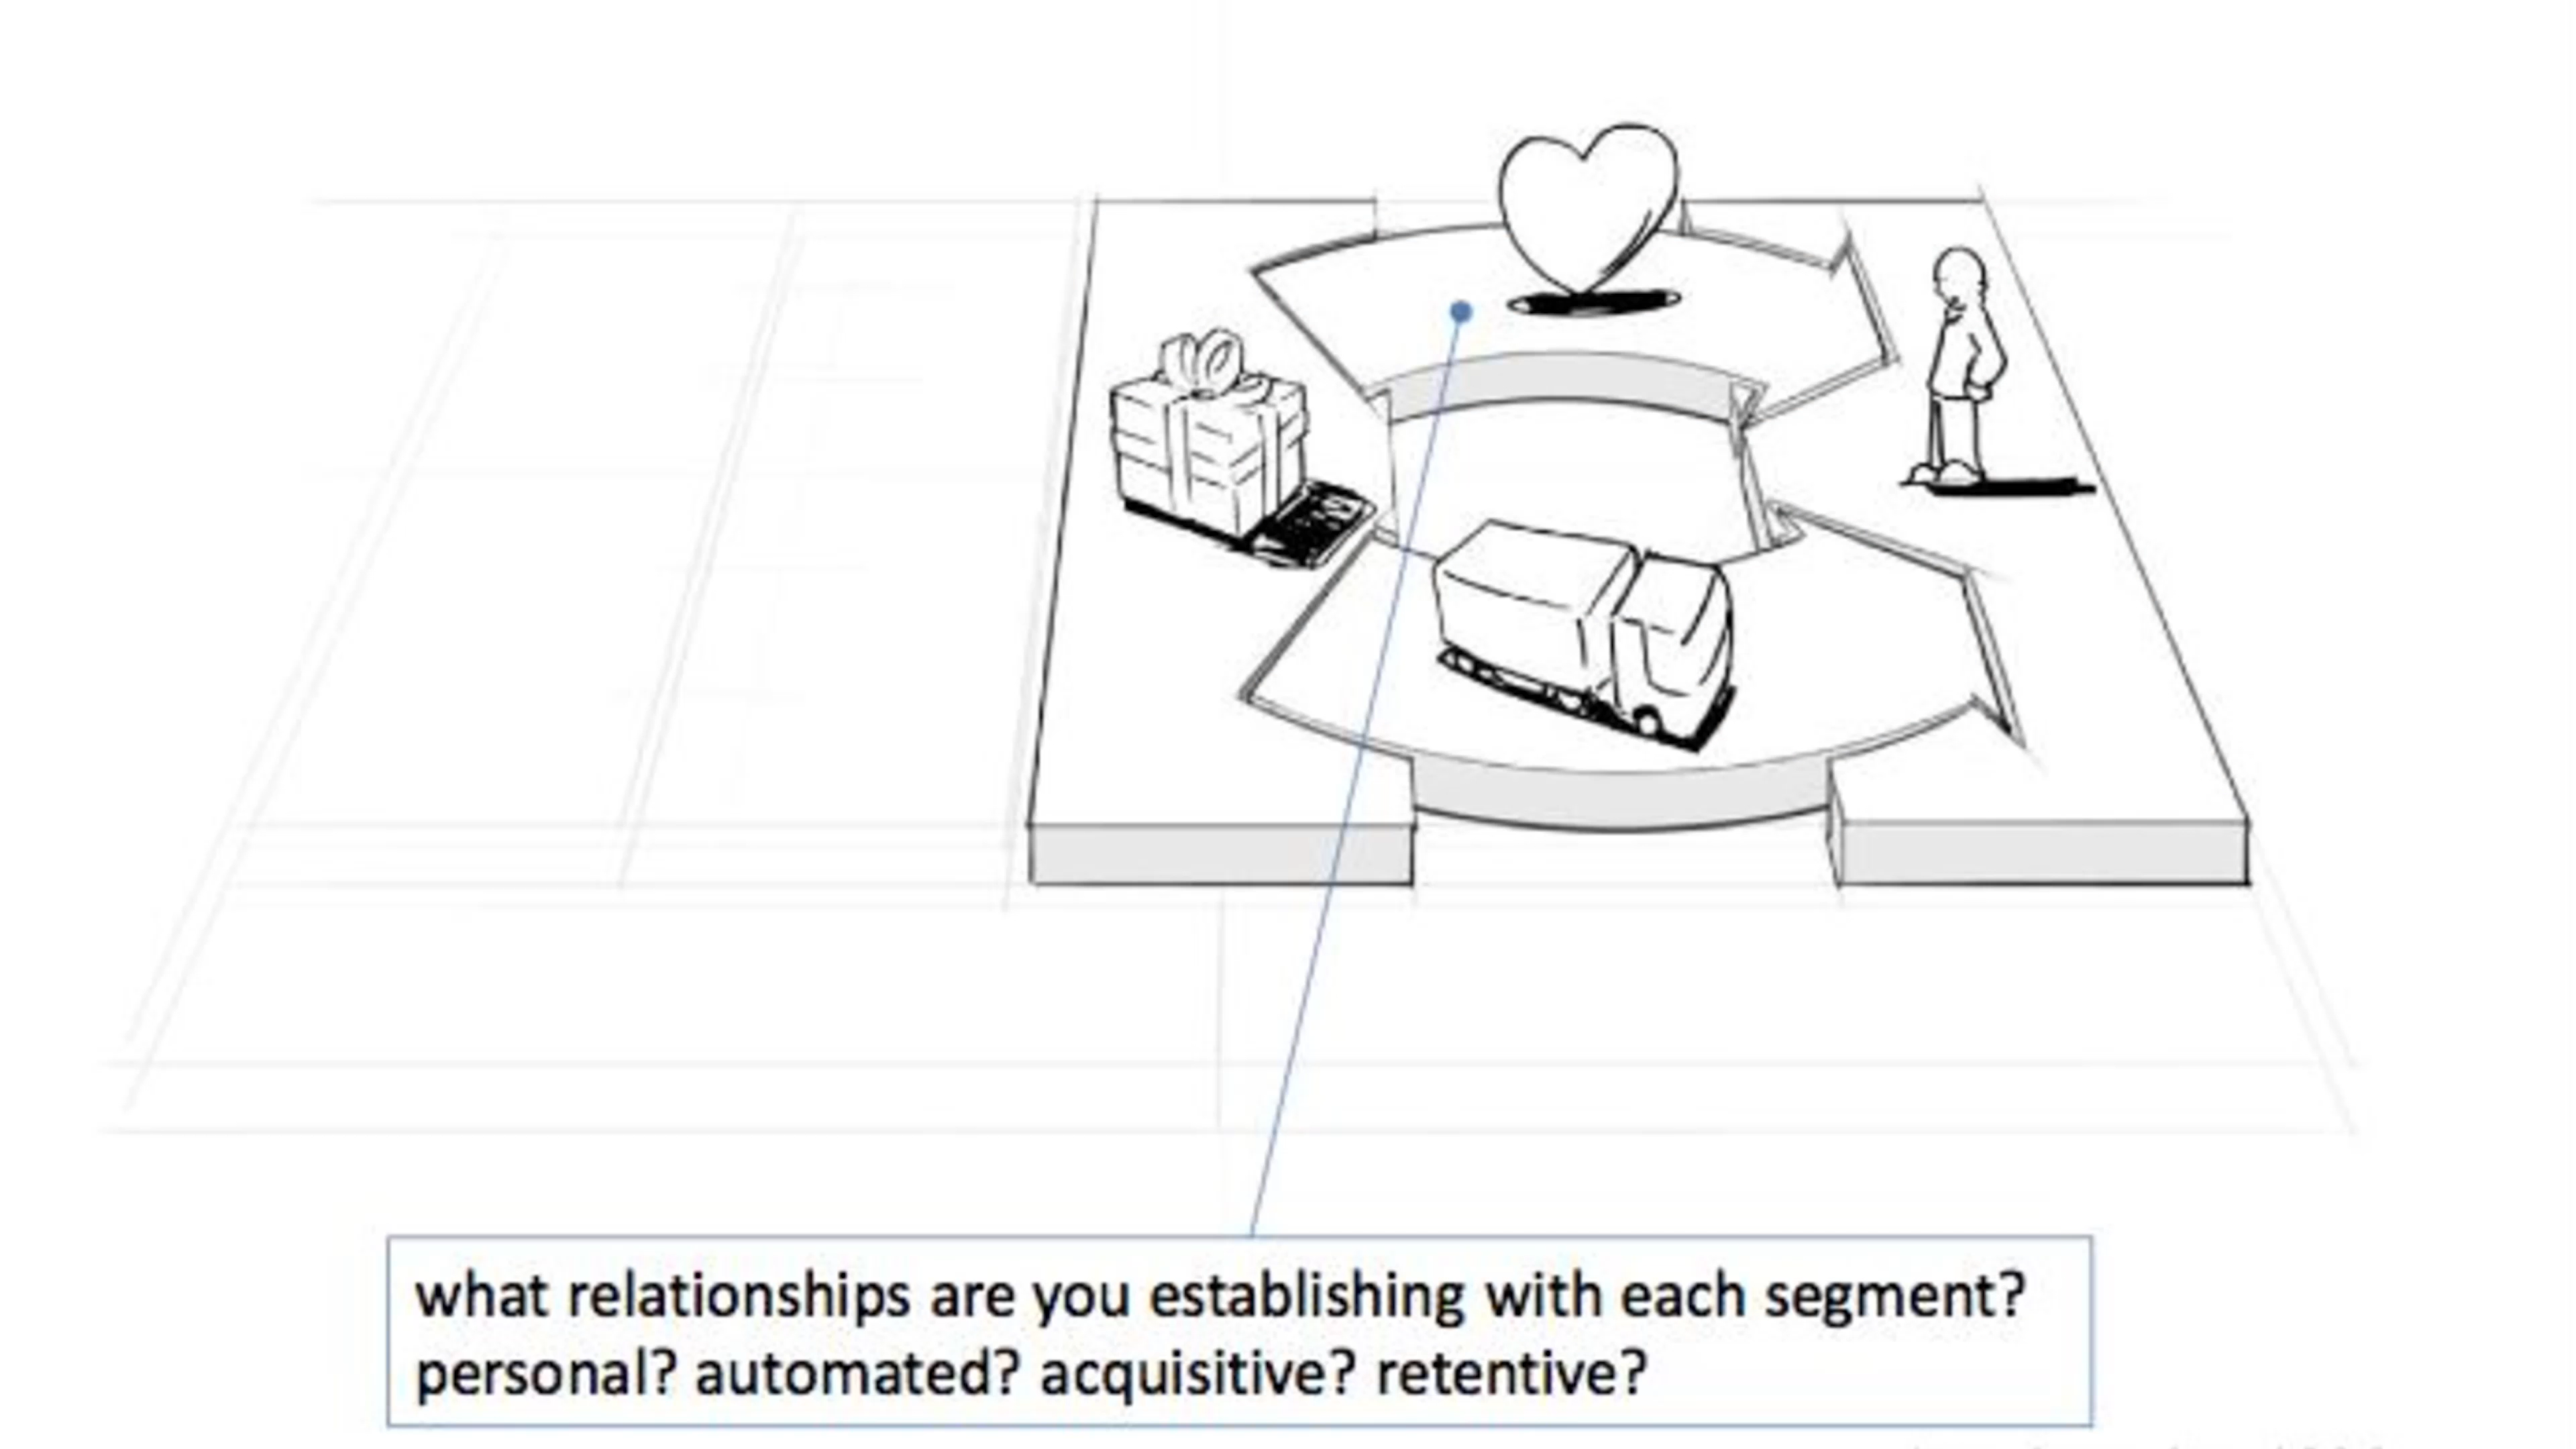 what relationships are you establishing with each segment?
personal? automated? acquisitive? retentive?